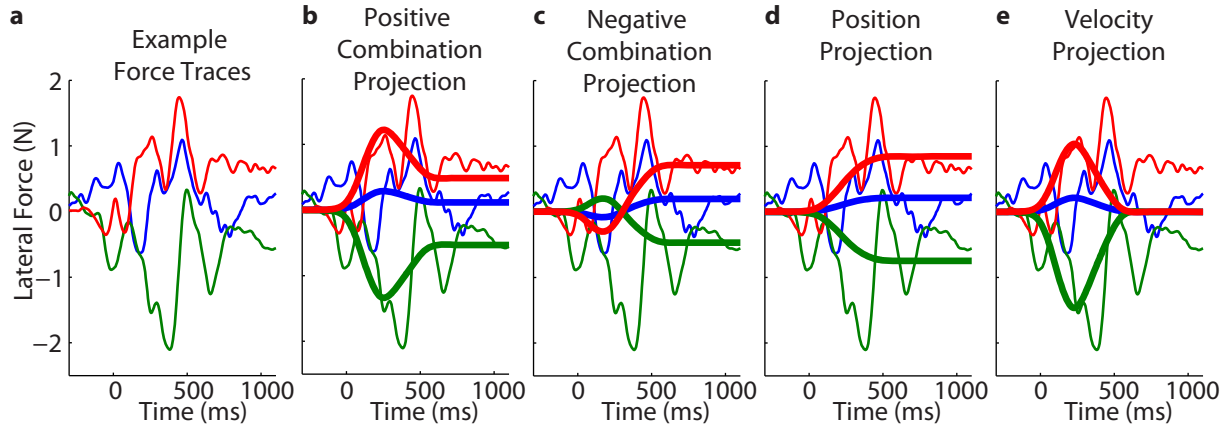 a
Example
Force Traces
b
Positive
Combination
Projection
c
Negative
Combination
Projection
d
Position
Projection
e
Velocity
Projection
Lateral Force (N)
2
1
0
−1
−2
0 500 1000
Time (ms)
0 500 1000
Time (ms)
0 500 1000
Time (ms)
0 500 1000
Time (ms)
0 500 1000
Time (ms)